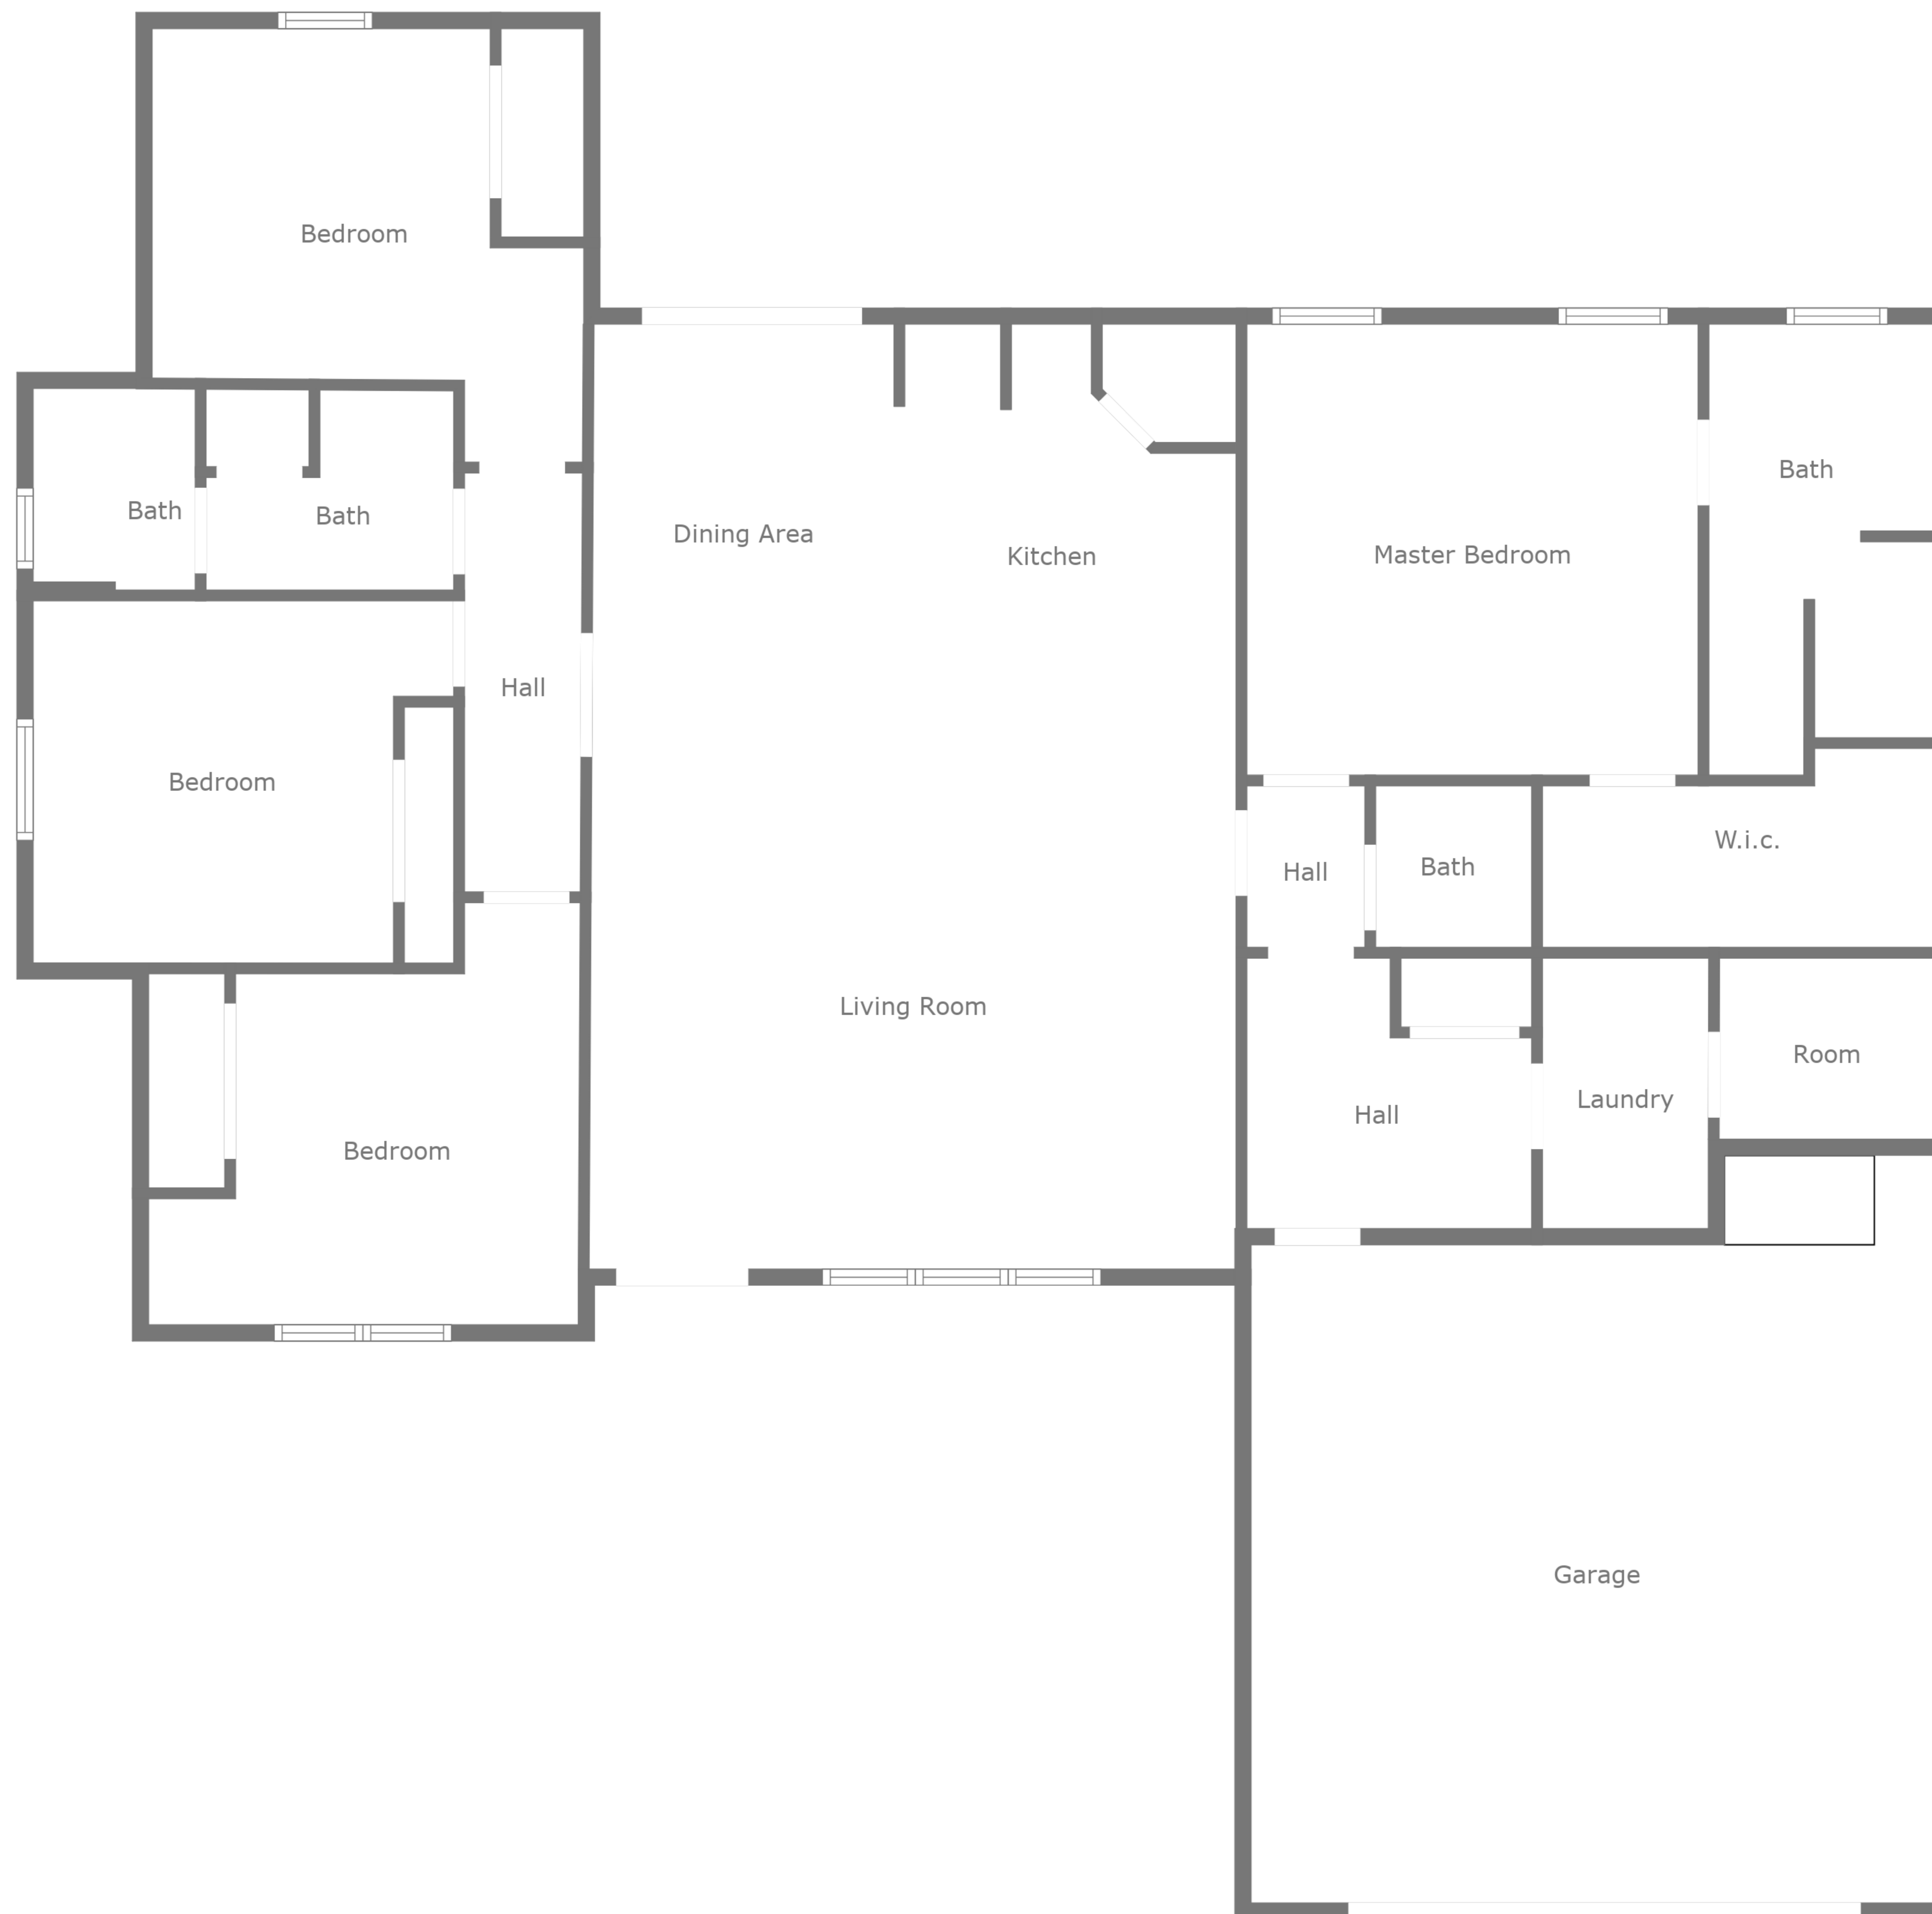 Bedroom
Bath
Bath
Dining Area
Kitchen
Master Bedroom
Bath
Hall
Bedroom
Hall
Bath
W.i.c.
Living Room
Room
Laundry
Hall
Bedroom
Garage